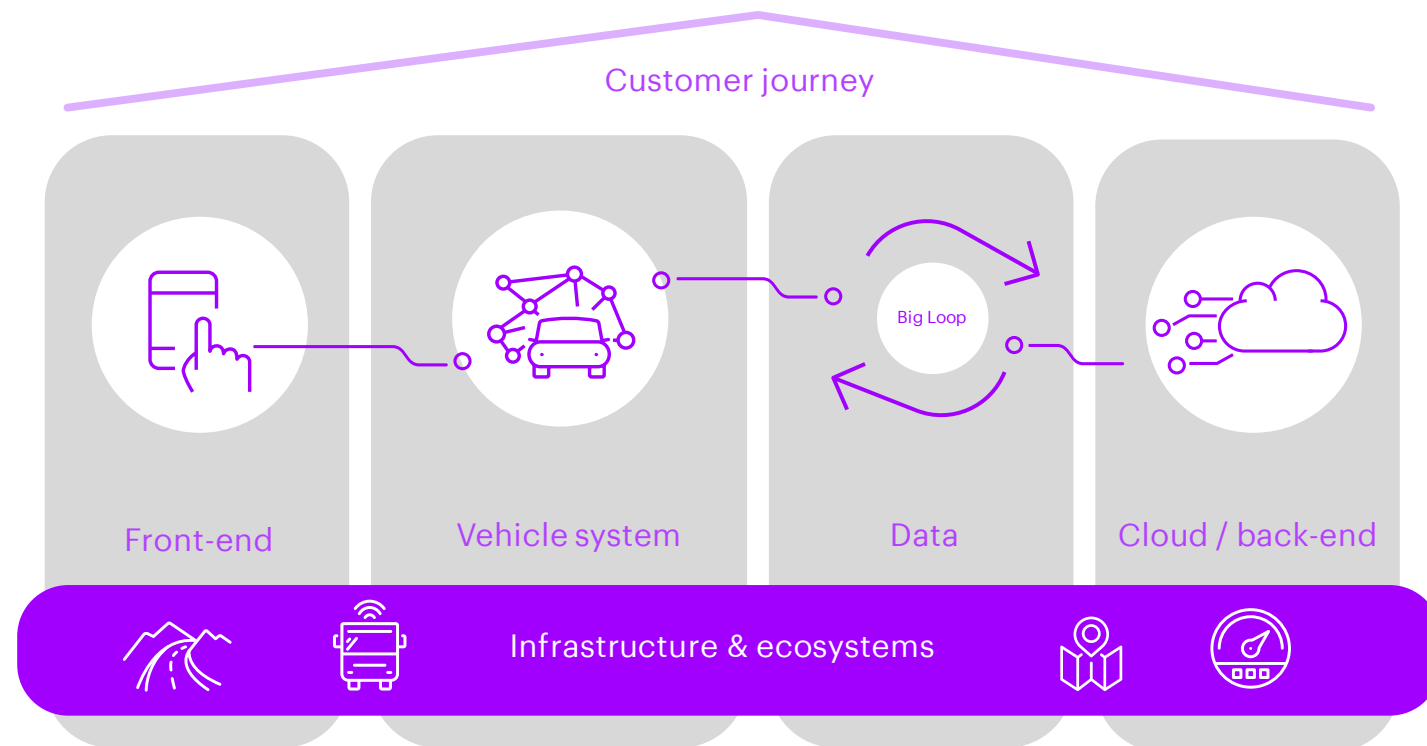 Customer journey
Big Loop
Front-end
Vehicle system
Data
Cloud / back-end
Infrastructure & ecosystems